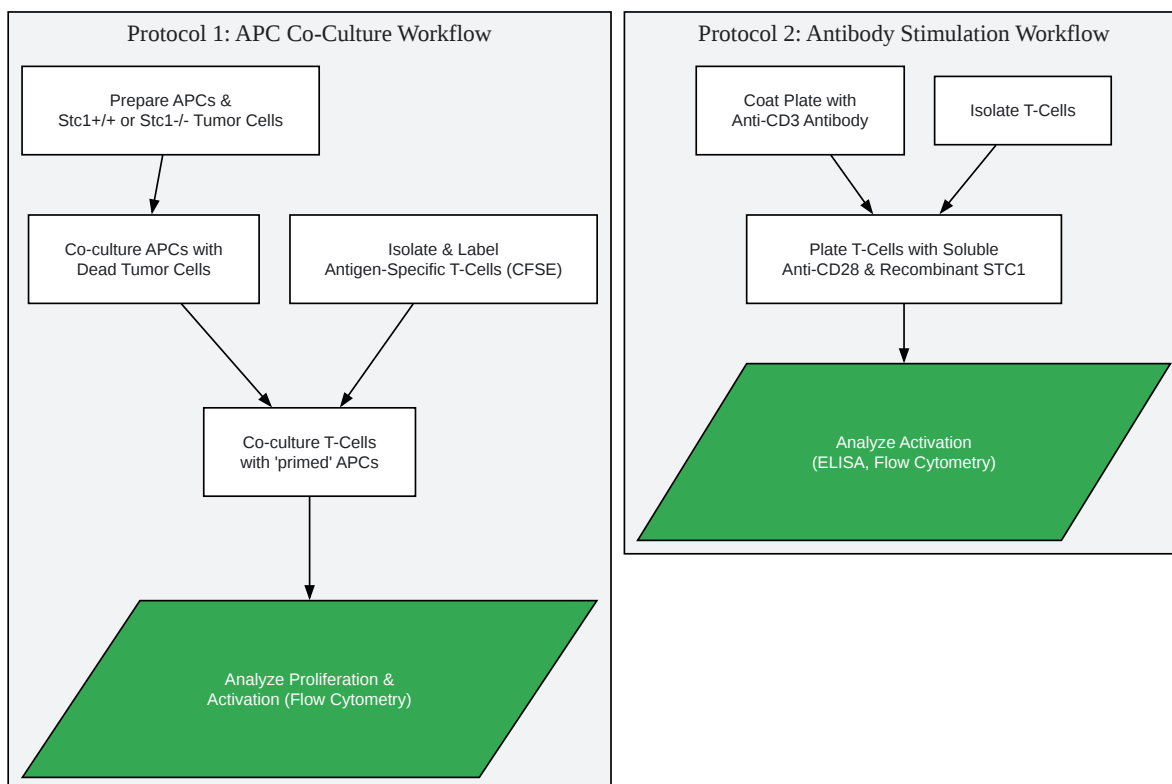 Protocol 1: APC Co-Culture Workflow
Prepare APCs &
Stc1+/+ or Stc1-/- Tumor Cells
Co-culture APCs with
Dead Tumor Cells
Isolate & Label
Antigen-Specific T-Cells (CFSE)
Co-culture T-Cells
with 'primed' APCs
Analyze Proliferation &
Activation (Flow Cytometry)
Protocol 2: Antibody Stimulation Workflow
Coat Plate with
Anti-CD3 Antibody
Isolate T-Cells
Plate T-Cells with Soluble
Anti-CD28 & Recombinant STC1
Analyze Activation
(ELISA, Flow Cytometry)